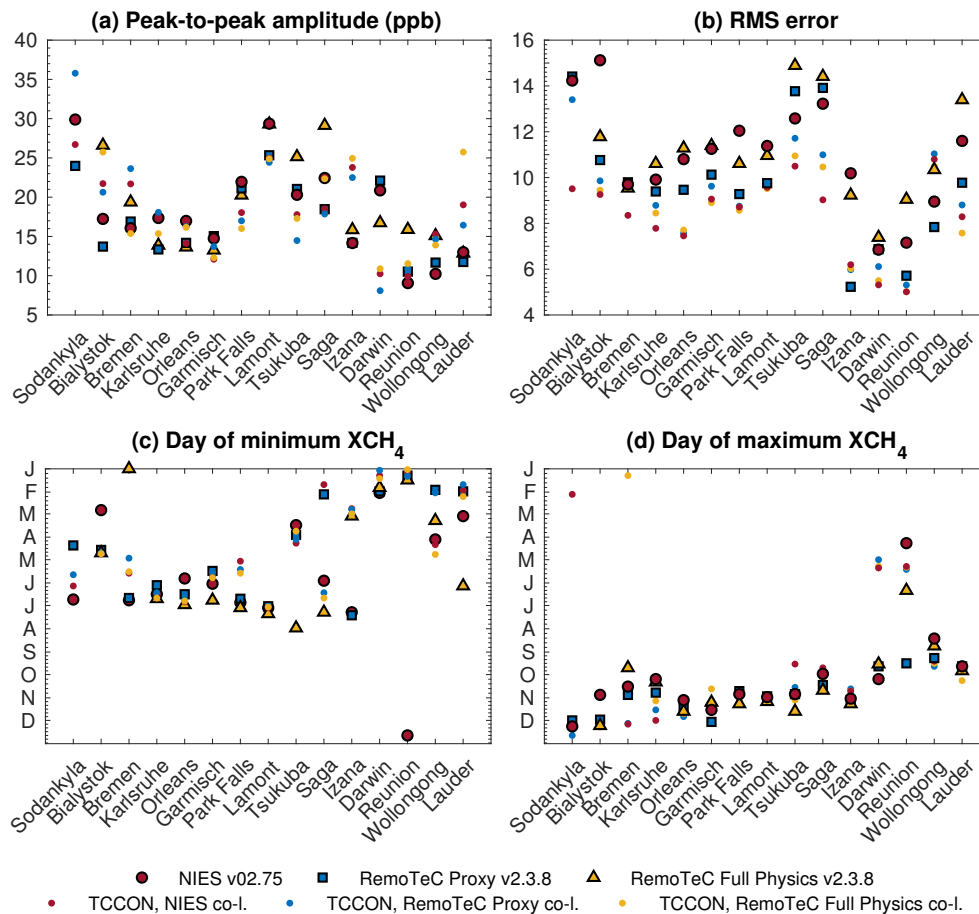 (a) Peak-to-peak amplitude (ppb)
40
35
30
25
20
15
10
5
Sodankyla
Bialystok
Bremen
Karlsruhe
Orleans
Garmisch
Park Falls
Lamont
Tsukuba
Saga
Izana
Darwin
Reunion
Wollongong
Lauder
(b) RMS error
16
14
12
10
8
6
4
Sodankyla
Bialystok
Bremen
Karlsruhe
Orleans
Garmisch
Park Falls
Lamont
Tsukuba
Saga
Izana
Darwin
Reunion
Wollongong
Lauder
(c) Day of minimum XCH₄
J
F
M
A
M
J
J
A
S
O
N
D
Sodankyla
Bialystok
Bremen
Karlsruhe
Orleans
Garmisch
Park Falls
Lamont
Tsukuba
Saga
Izana
Darwin
Reunion
Wollongong
Lauder
(d) Day of maximum XCH₄
J
F
M
A
M
J
J
A
S
O
N
D
Sodankyla
Bialystok
Bremen
Karlsruhe
Orleans
Garmisch
Park Falls
Lamont
Tsukuba
Saga
Izana
Darwin
Reunion
Wollongong
Lauder
NIES v02.75 RemoTeC Proxy v2.3.8 RemoTeC Full Physics v2.3.8
TCCON, NIES co-l. TCCON, RemoTeC Proxy co-l. TCCON, RemoTeC Full Physics co-l.